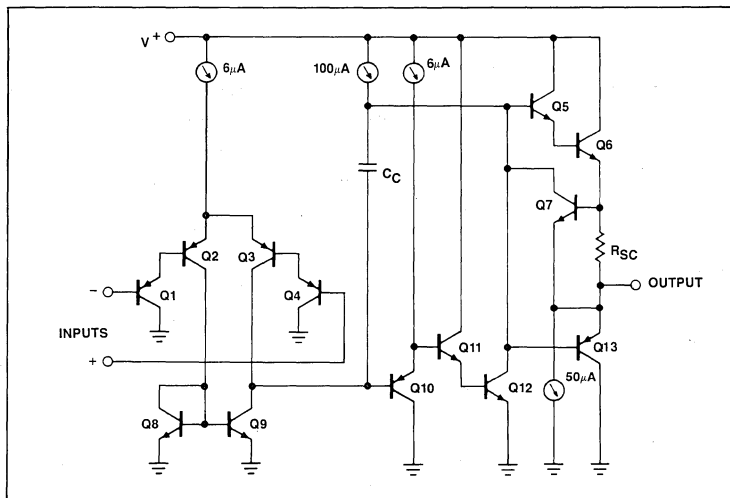 V+
6µA
100µA
6µA
Q5
Q6
CC
Q7
RSC
Q2
Q3
Q1
Q4
OUTPUT
−
INPUTS
+
Q11
Q13
Q10
Q12
50µA
Q8
Q9